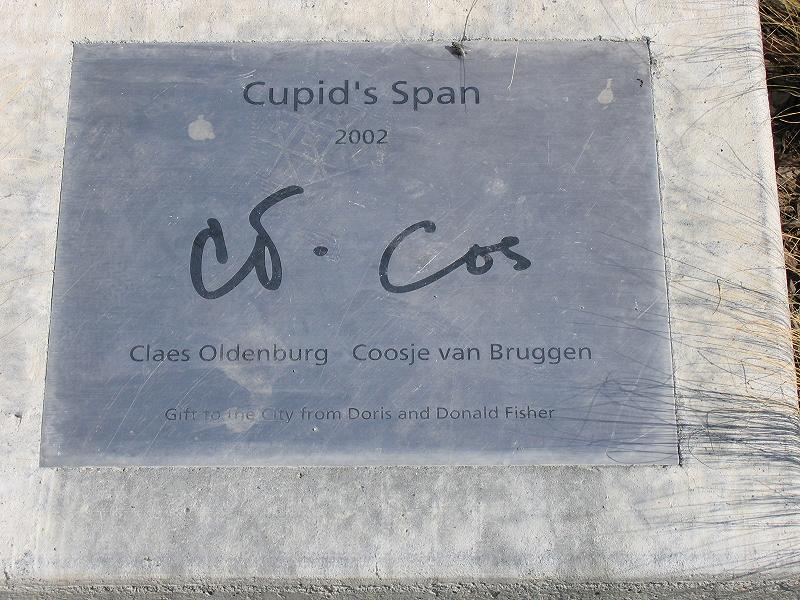 Cupid's Span
2002
Co. Cos
Claes Oldenburg Coosje van Bruggen
Gift to the City from Doris and Donald Fisher